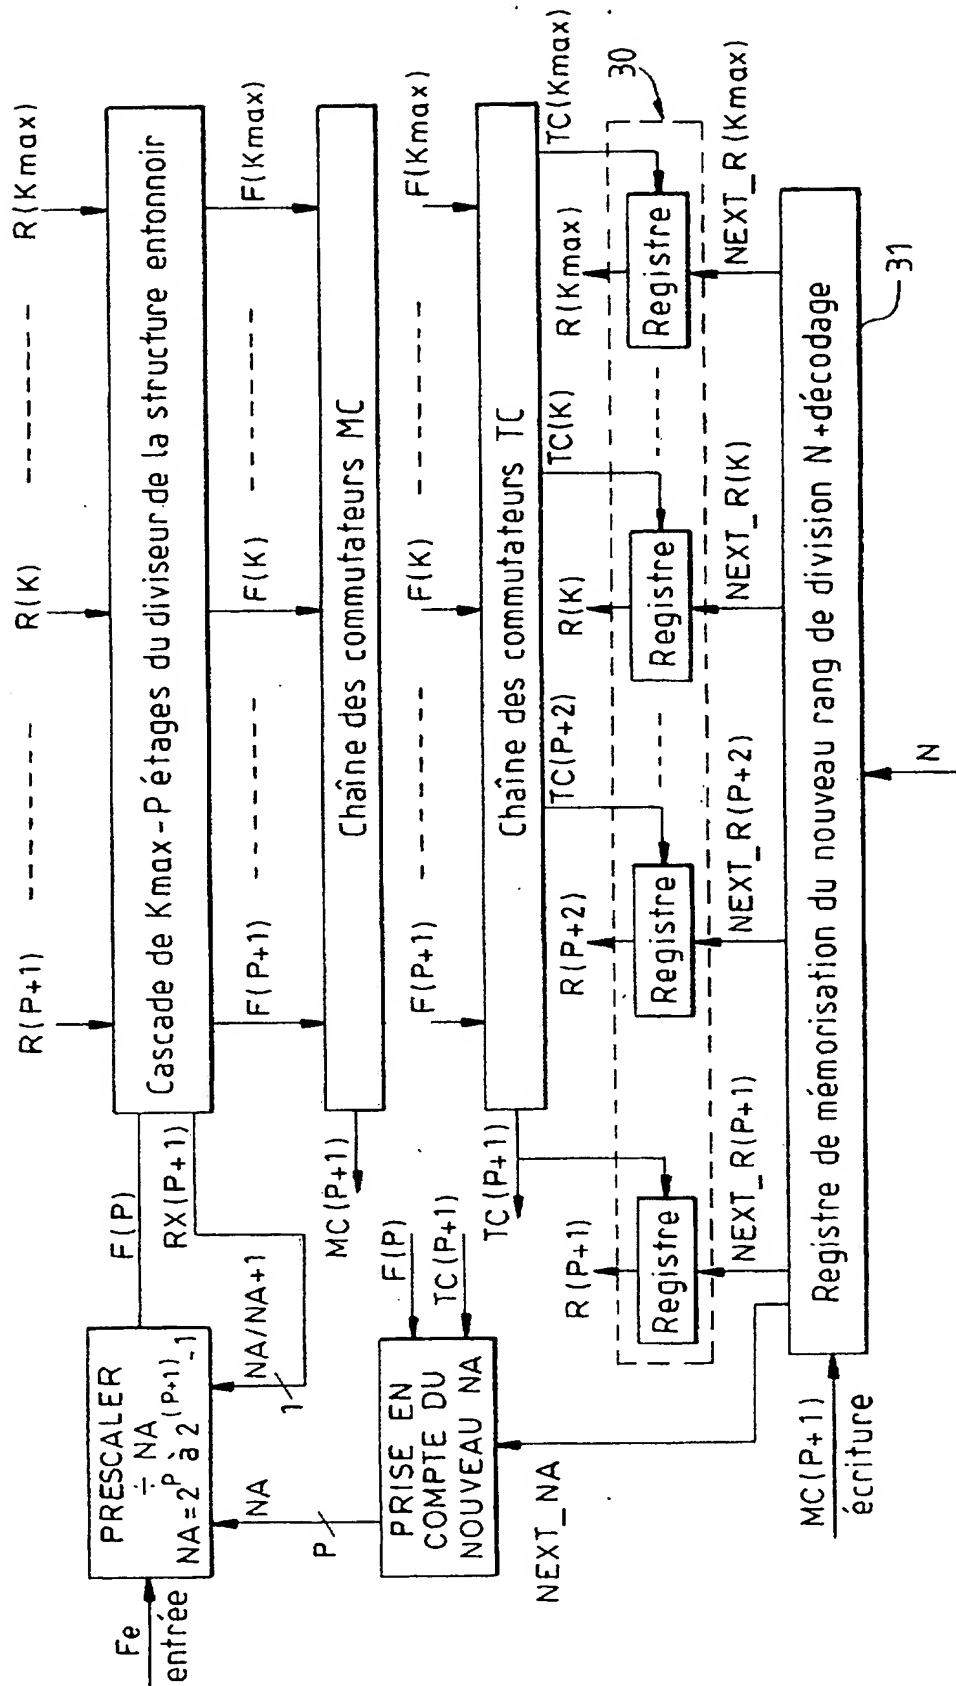 R(P+1)
R(K)
R(Kmax)
Fe
entrée
PRESCALER
÷ NA
NA=2^P à 2^(P+1)-1
F(P)
RX(P+1)
Cascade de Kmax-P étages du diviseur de la structure entonnoir
NA
P
NA/NA+1
1
F(P+1)
F(K)
F(Kmax)
MC(P+1)
Chaîne des commutateurs MC
PRISE EN
COMPTE DU
NOUVEAU NA
F(P)
TC(P+1)
F(P+1)
F(K)
F(Kmax)
TC(P+1)
Chaîne des commutateurs TC
TC(P+2)
TC(K)
TC(Kmax)
NEXT_NA
R(P+1)
R(P+2)
R(K)
R(Kmax)
30
Registre
Registre
Registre
Registre
NEXT_R(P+1)
NEXT_R(P+2)
NEXT_R(K)
NEXT_R(Kmax)
MC(P+1)
écriture
Registre de mémorisation du nouveau rang de division N+décodage
31
N